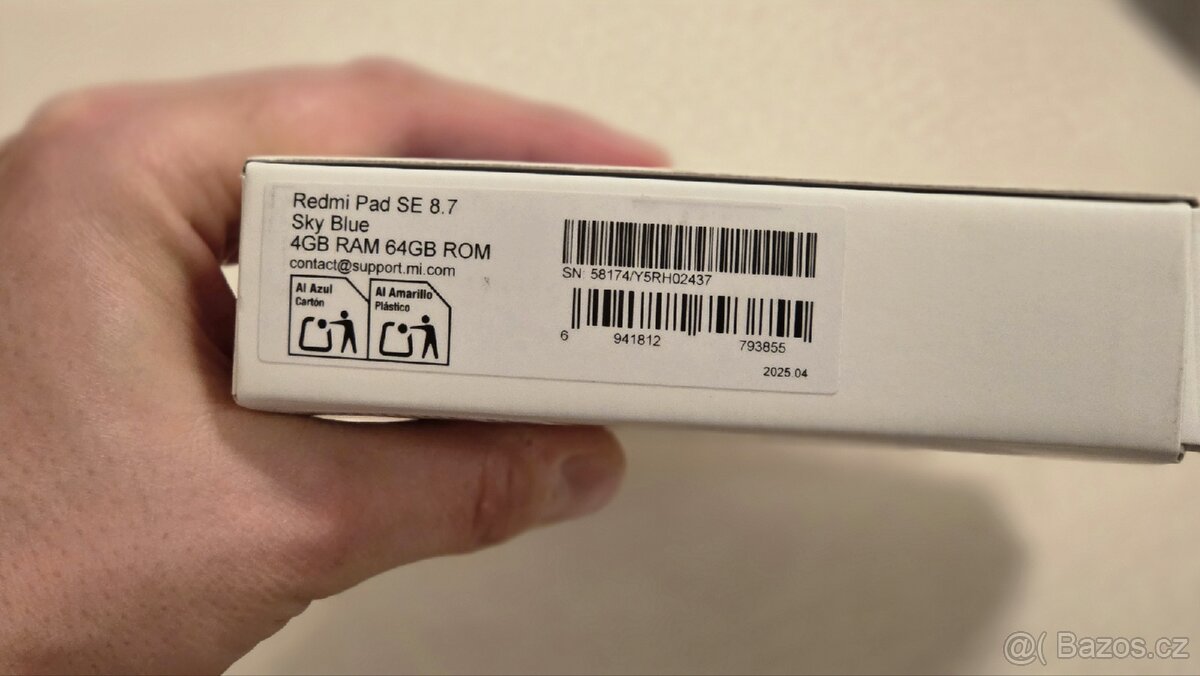 Redmi Pad SE 8.7
Sky Blue
4GB RAM 64GB ROM
contact@support.mi.com
Al Azul
Cartón
Al Amarillo
Plástico
SN: 58174/Y5RH02437
6 941812 793855
2025.04
@( Bazos.cz